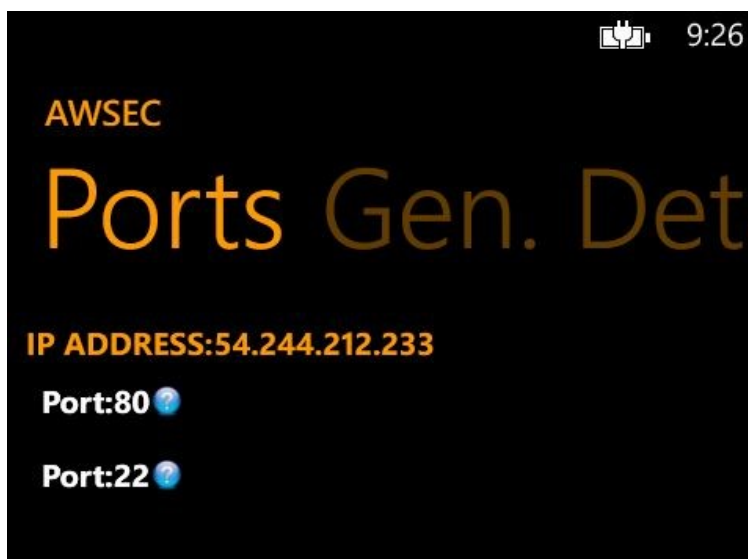 9:26
AWSEC
Ports Gen. Det
IP ADDRESS:54.244.212.233
Port:80
Port:22